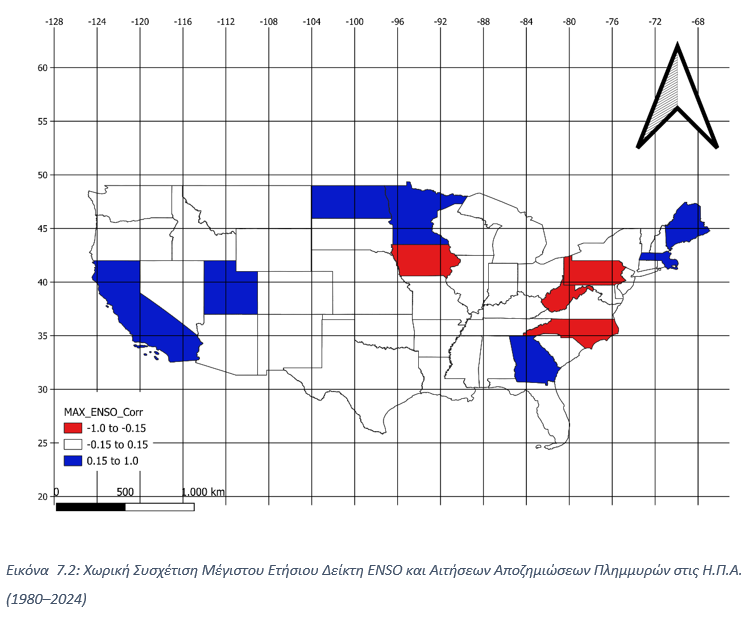 -128 -124 -120 -116 -112 -108 -104 -100 -96 -92 -88 -84 -80 -76 -72 -68
60
55
50
45
40
35
30
25
20
MAX_ENSO_Corr
-1.0 to -0.15
-0.15 to 0.15
0.15 to 1.0
0 500 1.000 km
Εικόνα 7.2: Χωρική Συσχέτιση Μέγιστου Ετήσιου Δείκτη ENSO και Αιτήσεων Αποζημιώσεων Πλημμυρών στις Η.Π.Α.
(1980–2024)